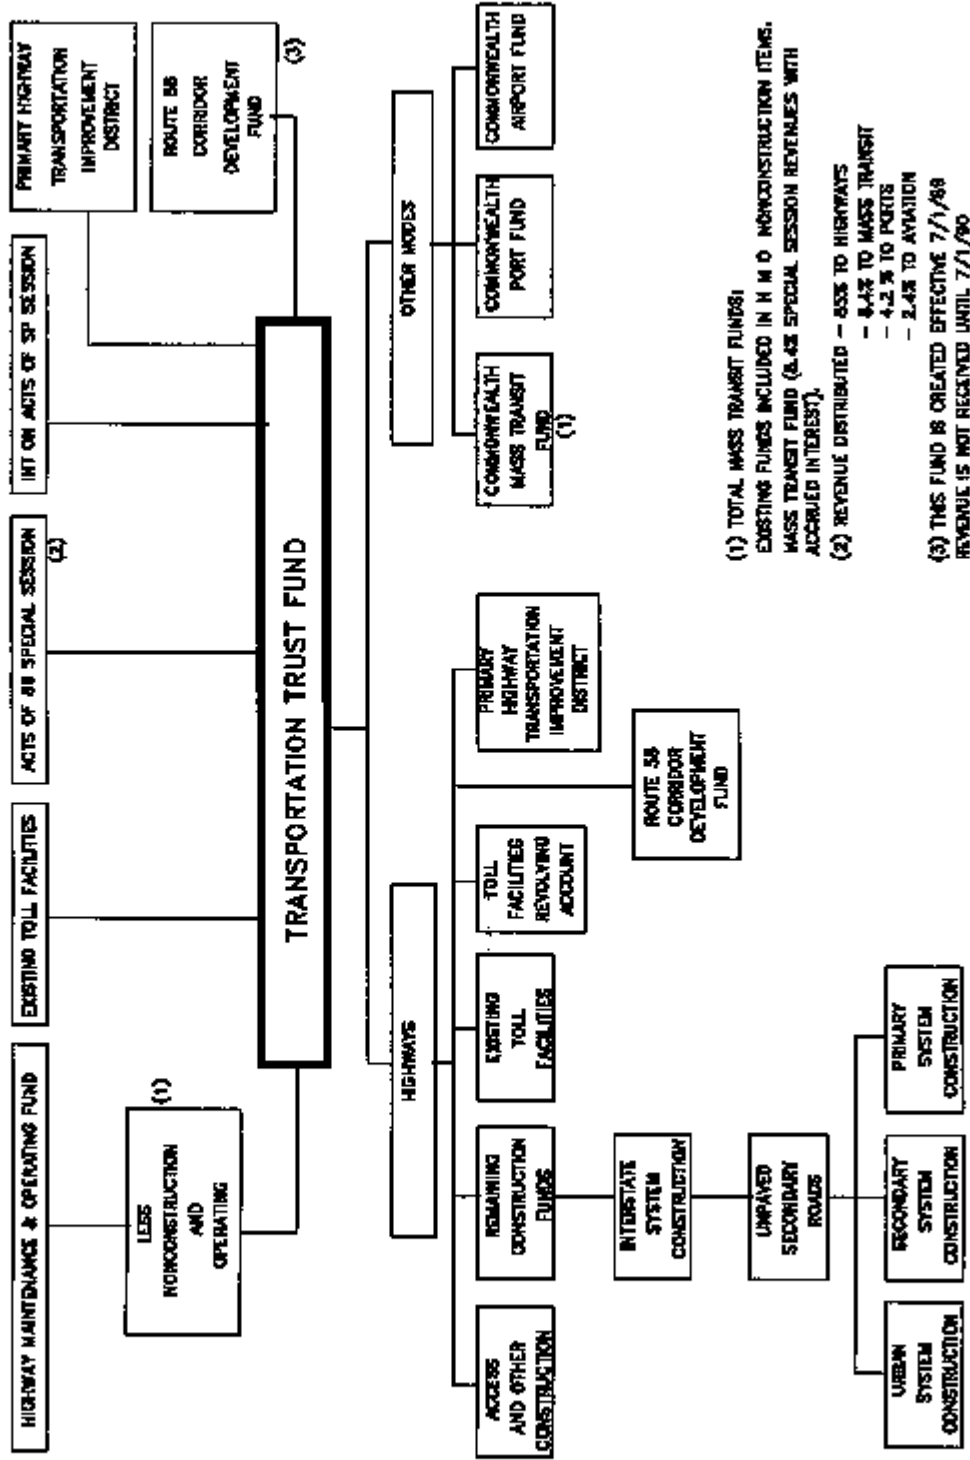 HIGHWAY MAINTENANCE & OPERATING FUND
EXISTING TOLL FACILITIES
ACTS OF 86 SPECIAL SESSION
(2)
INT ON ACTS OF SP SESSION
PRIMARY HIGHWAY
TRANSPORTATION
IMPROVEMENT
DISTRICT
LESS
NONCONSTRUCTION
AND
OPERATING
(1)
ROUTE 58
CORRIDOR
DEVELOPMENT
FUND
(3)
TRANSPORTATION TRUST FUND
HIGHWAYS
OTHER MODES
ACCESS
AND OTHER
CONSTRUCTION
REMAINING
CONSTRUCTION
FUNDS
EXISTING
TOLL
FACILITIES
TOLL
FACILITIES
REVOLVING
ACCOUNT
PRIMARY
HIGHWAY
TRANSPORTATION
IMPROVEMENT
DISTRICT
COMMONWEALTH
MASS TRANSIT
FUND
(1)
COMMONWEALTH
PORT FUND
COMMONWEALTH
AIRPORT FUND
INTERSTATE
SYSTEM
CONSTRUCTION
ROUTE 58
CORRIDOR
DEVELOPMENT
FUND
UNPAVED
SECONDARY
ROADS
URBAN
SYSTEM
CONSTRUCTION
SECONDARY
SYSTEM
CONSTRUCTION
PRIMARY
SYSTEM
CONSTRUCTION
(1) TOTAL MASS TRANSIT FUNDS:
EXISTING FUNDS INCLUDED IN H M O NONCONSTRUCTION ITEMS.
MASS TRANSIT FUND (8.4% SPECIAL SESSION REVENUES WITH
ACCRUED INTEREST).
(2) REVENUE DISTRIBUTED - 85% TO HIGHWAYS
- 8.4% TO MASS TRANSIT
- 4.2 % TO PORTS
- 2.4% TO AVIATION
(3) THIS FUND IS CREATED EFFECTIVE 7/1/89
REVENUE IS NOT RECEIVED UNTIL 7/1/90